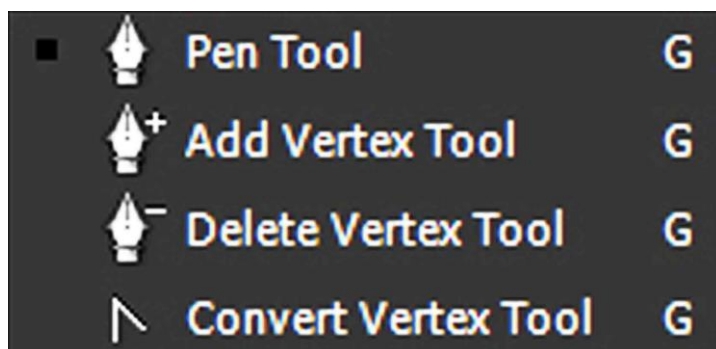 Pen Tool G
Add Vertex Tool G
Delete Vertex Tool G
Convert Vertex Tool G